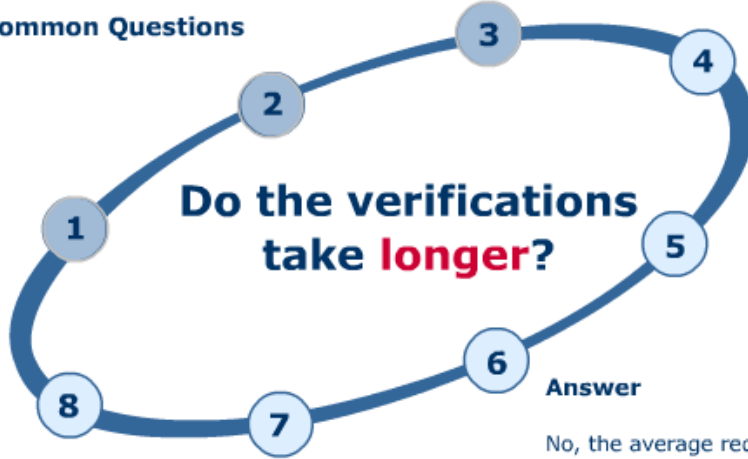 ommon Questions
3
4
2
Do the verifications
1
take longer?
5
6
Answer
8
7
No, the average